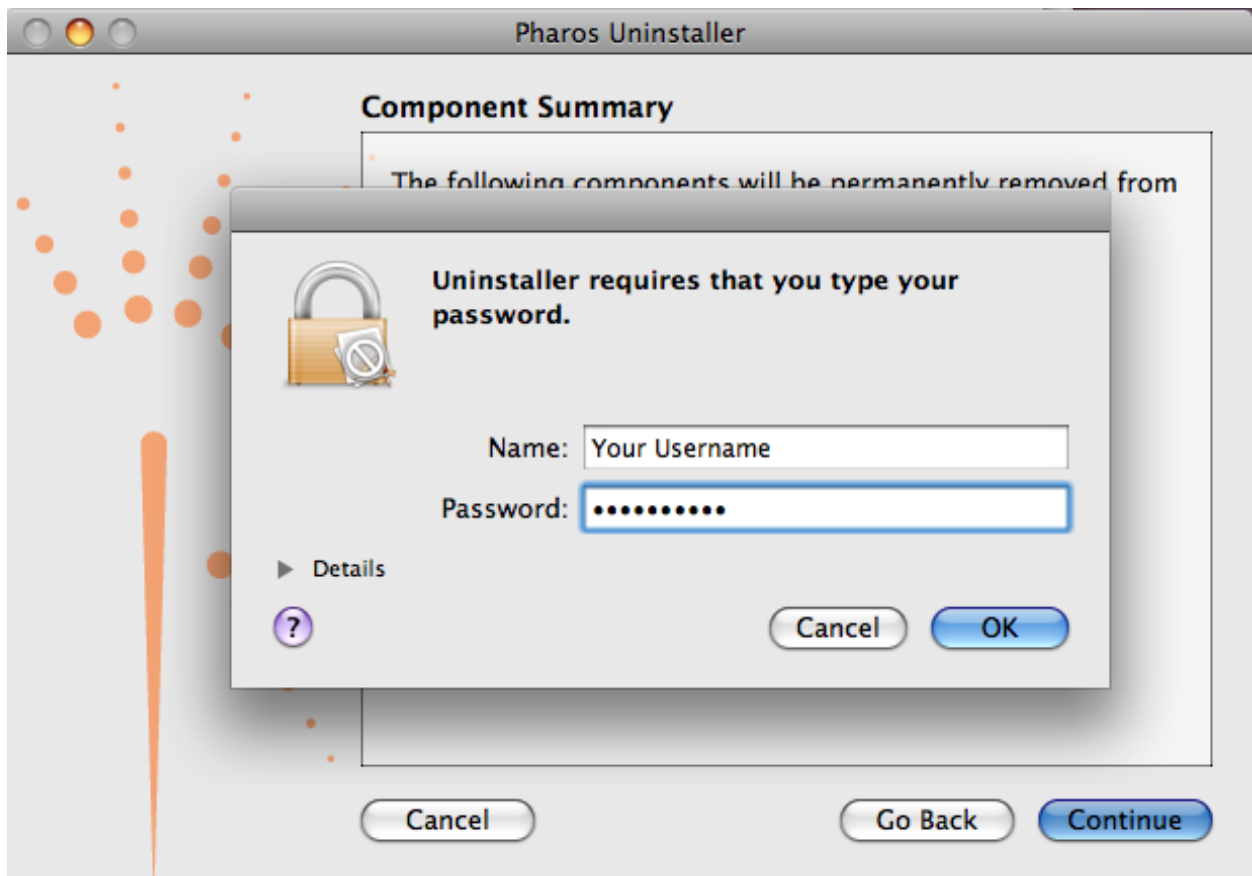 Pharos Uninstaller
Component Summary
The following components will be permanently removed from
Uninstaller requires that you type your
password.
Name: Your Username
Password: ••••••••••
Details
?
Cancel OK
Cancel Go Back Continue